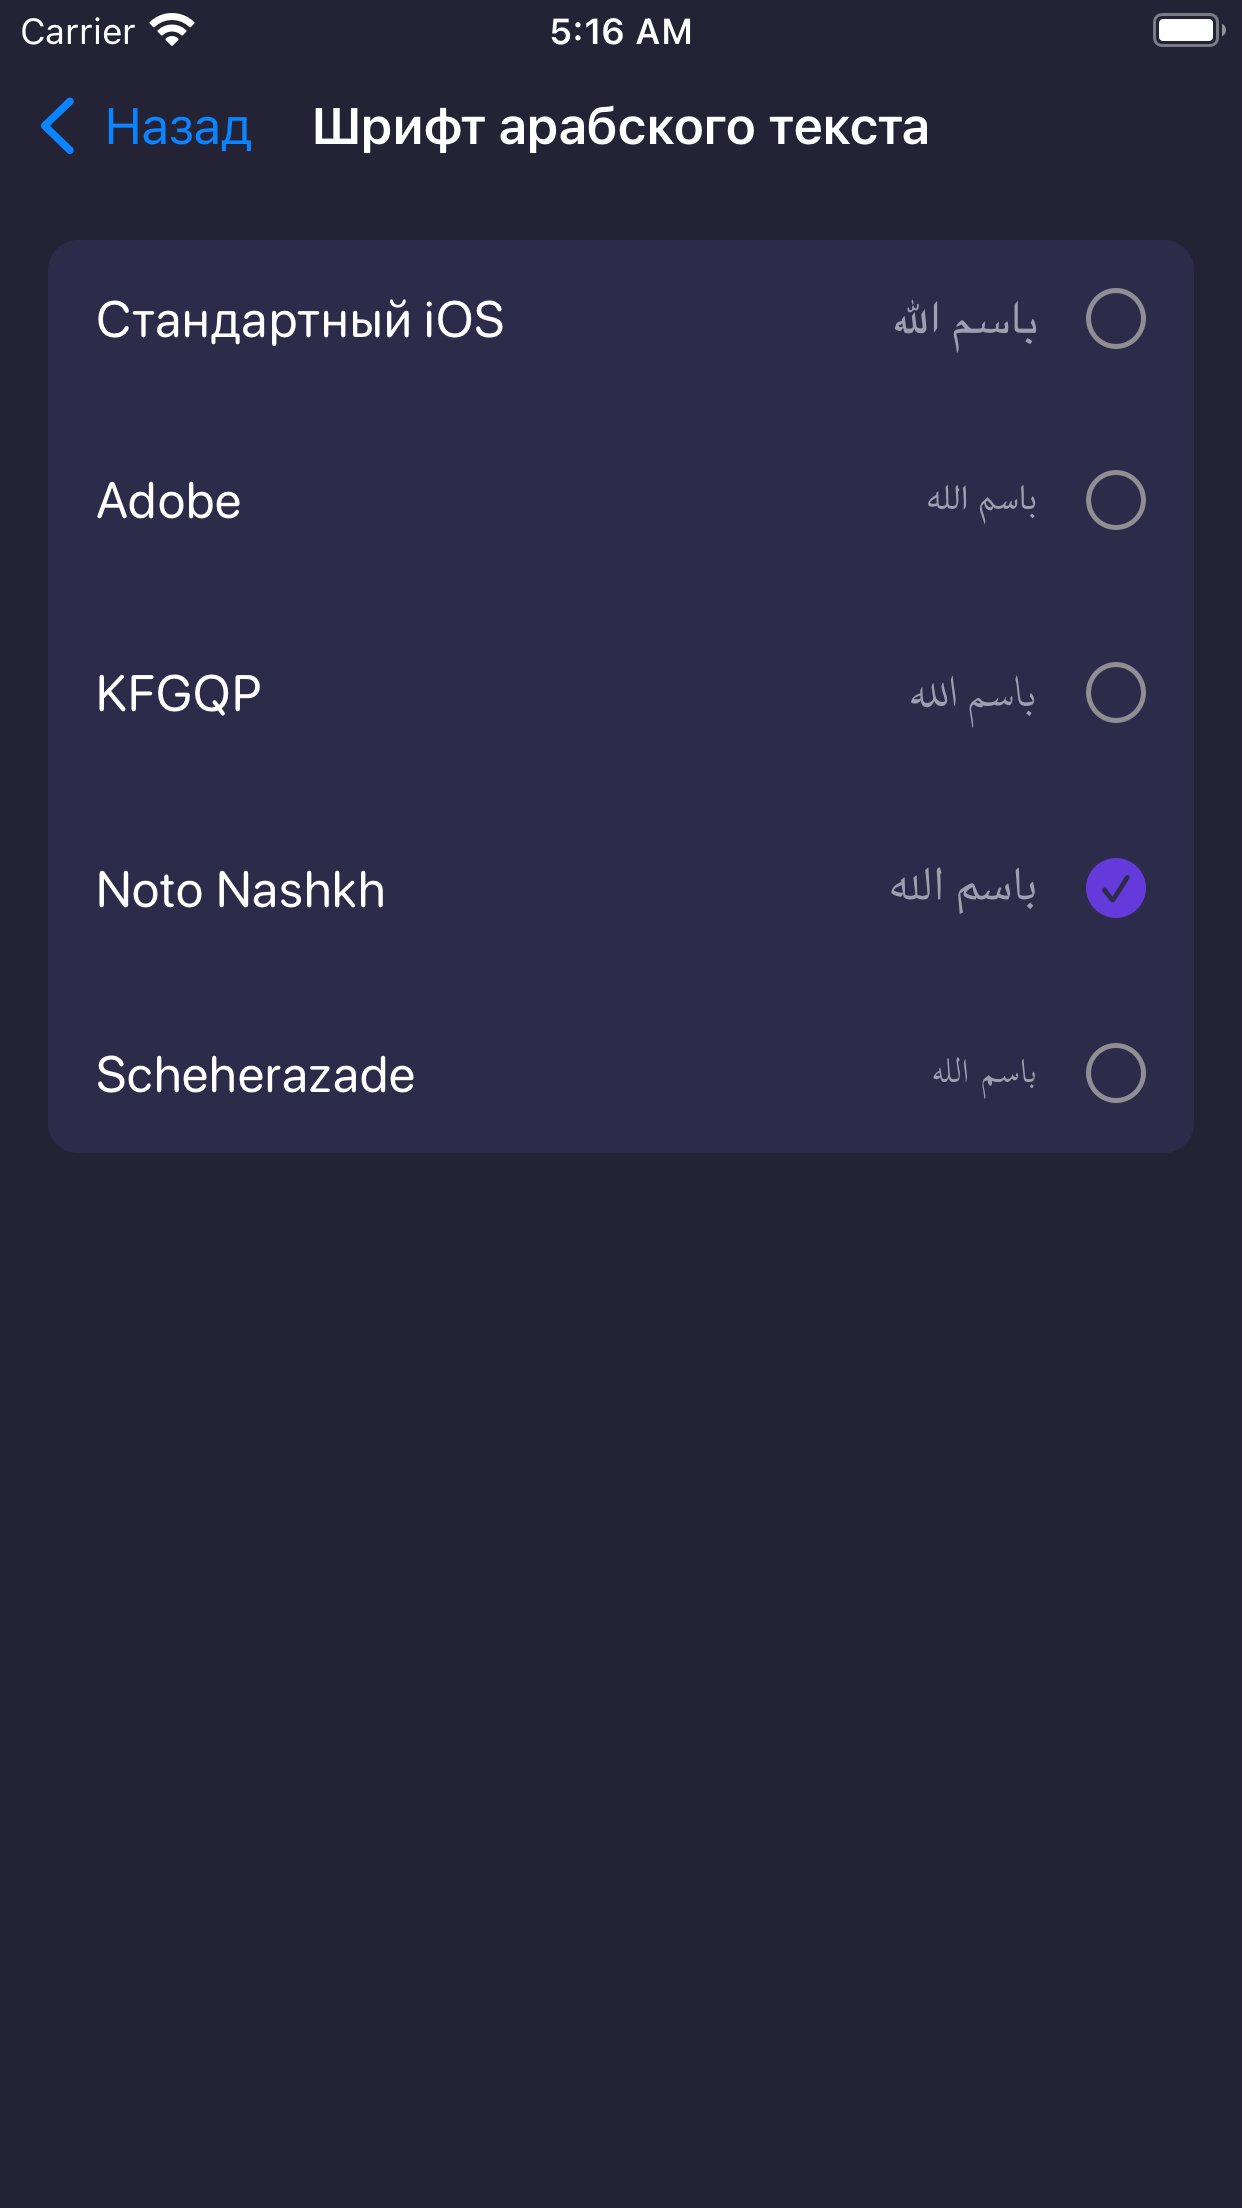 Carrier 5:16 AM
Назад Шрифт арабского текста
Стандартный iOS باسم الله
Adobe باسم الله
KFGQP باسم الله
Noto Nashkh باسم الله
Scheherazade باسم الله